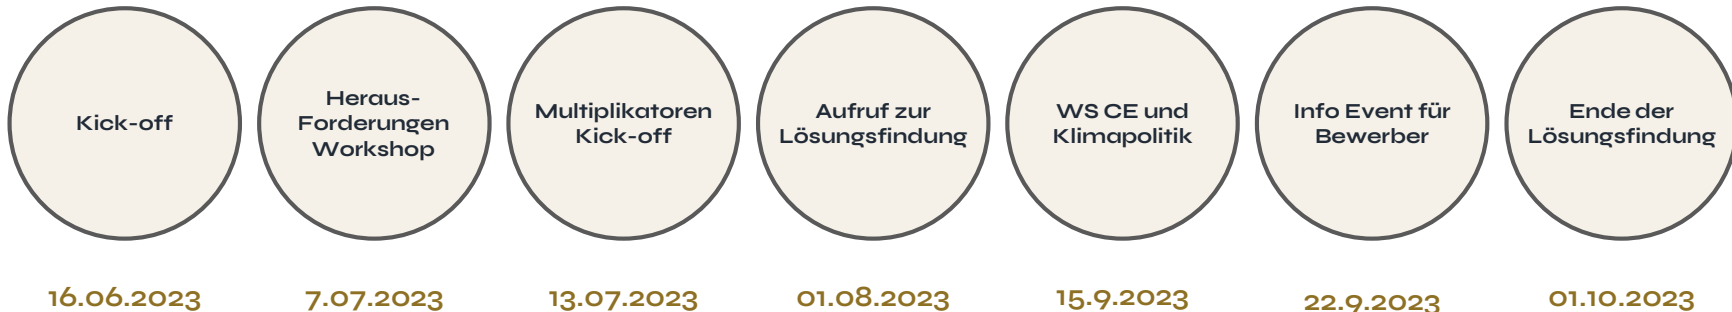 Kick-off
Heraus-
Forderungen
Workshop
Multiplikatoren
Kick-off
Aufruf zur
Lösungsfindung
WS CE und
Klimapolitik
Info Event für
Bewerber
Ende der
Lösungsfindung
16.06.2023
7.07.2023
13.07.2023
01.08.2023
15.9.2023
22.9.2023
01.10.2023